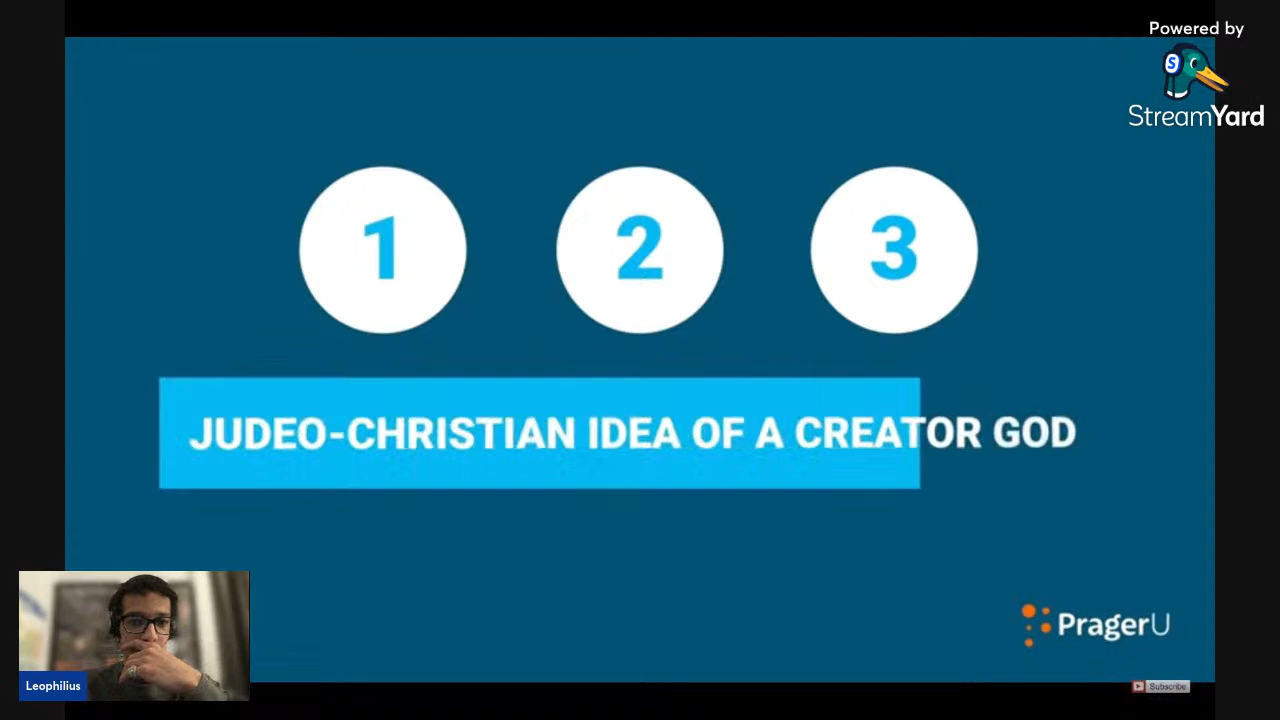 Powered by
S
StreamYard
1 2 3
JUDEO-CHRISTIAN IDEA OF A CREATOR GOD
PragerU
Subscribe
Leophilius